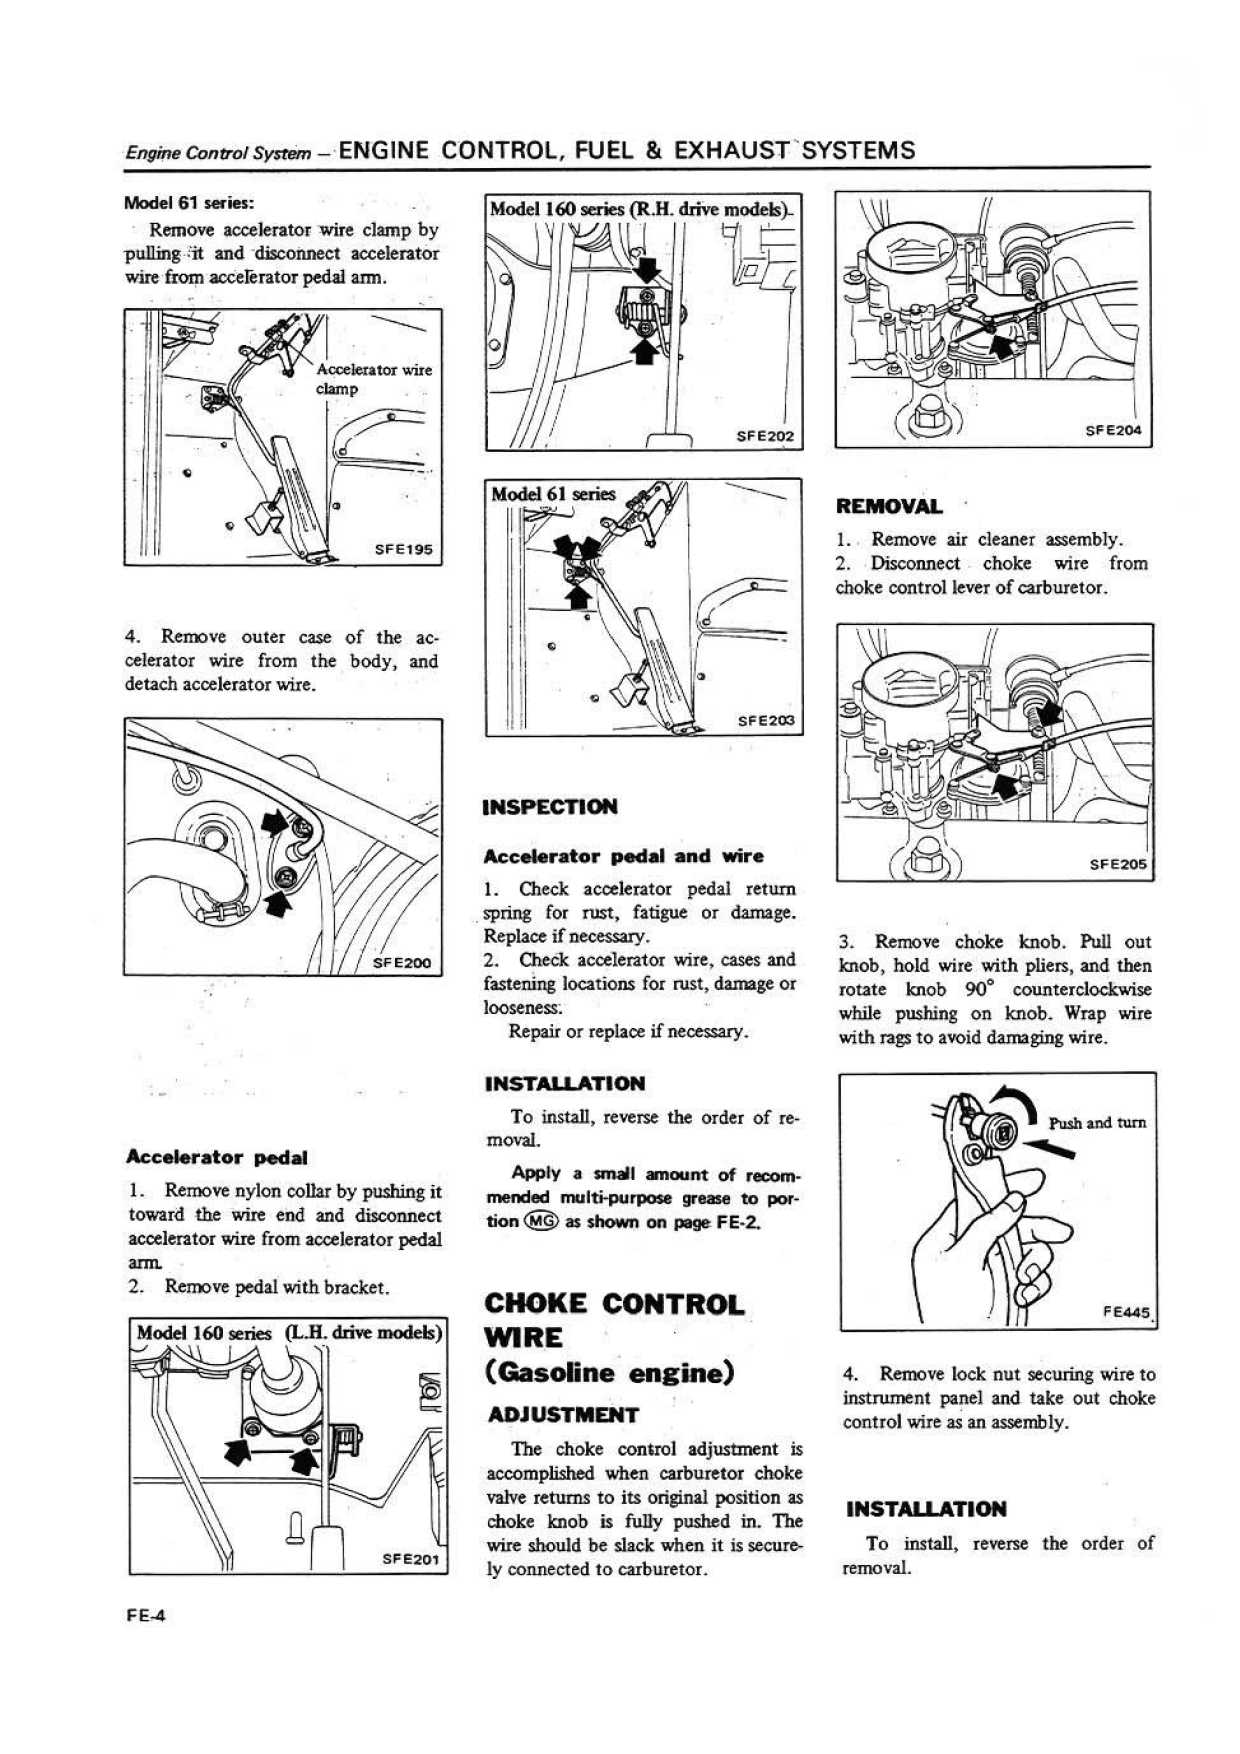 Engine Control System – ENGINE CONTROL, FUEL & EXHAUST SYSTEMS
Model 61 series:
Remove accelerator wire clamp by
pulling it and disconnect accelerator
wire from accelerator pedal arm.
Accelerator wire
clamp
SFE195
4. Remove outer case of the ac-
celerator wire from the body, and
detach accelerator wire.
SFE200
Accelerator pedal
1. Remove nylon collar by pushing it
toward the wire end and disconnect
accelerator wire from accelerator pedal
arm.
2. Remove pedal with bracket.
Model 160 series (L.H. drive models)
SFE201
Model 160 series (R.H. drive models)
SFE202
Model 61 series
SFE203
INSPECTION
Accelerator pedal and wire
1. Check accelerator pedal return
spring for rust, fatigue or damage.
Replace if necessary.
2. Check accelerator wire, cases and
fastening locations for rust, damage or
looseness.
Repair or replace if necessary.
INSTALLATION
To install, reverse the order of re-
moval.
Apply a small amount of recom-
mended multi-purpose grease to por-
tion MG as shown on page FE-2.
CHOKE CONTROL
WIRE
(Gasoline engine)
ADJUSTMENT
The choke control adjustment is
accomplished when carburetor choke
valve returns to its original position as
choke knob is fully pushed in. The
wire should be slack when it is secure-
ly connected to carburetor.
SFE204
REMOVAL
1. Remove air cleaner assembly.
2. Disconnect choke wire from
choke control lever of carburetor.
SFE205
3. Remove choke knob. Pull out
knob, hold wire with pliers, and then
rotate knob 90° counterclockwise
while pushing on knob. Wrap wire
with rags to avoid damaging wire.
Push and turn
FE445
4. Remove lock nut securing wire to
instrument panel and take out choke
control wire as an assembly.
INSTALLATION
To install, reverse the order of
removal.
FE-4